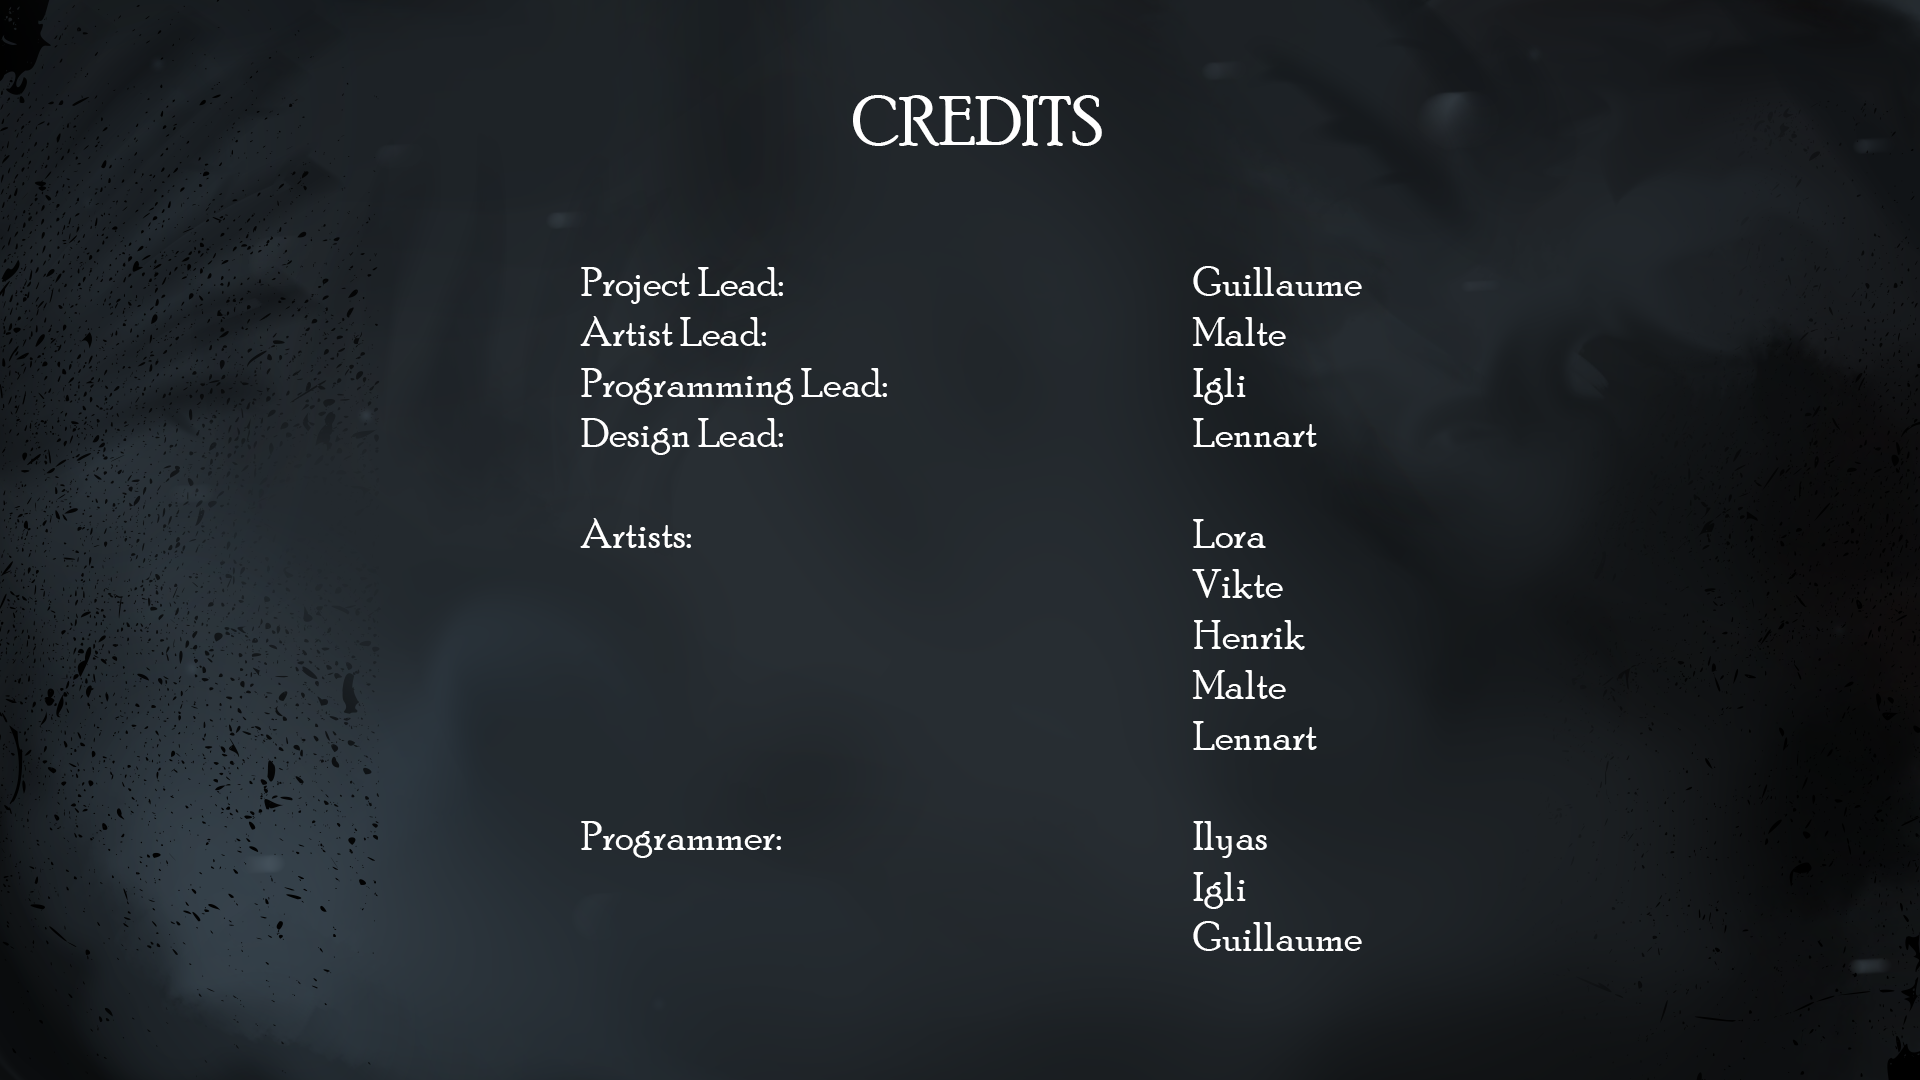 CREDITS
Project Lead: Guillaume
Artist Lead: Malte
Programming Lead: Igli
Design Lead: Lennart
Artists: Lora
Vikte
Henrik
Malte
Lennart
Programmer: Ilyas
Igli
Guillaume